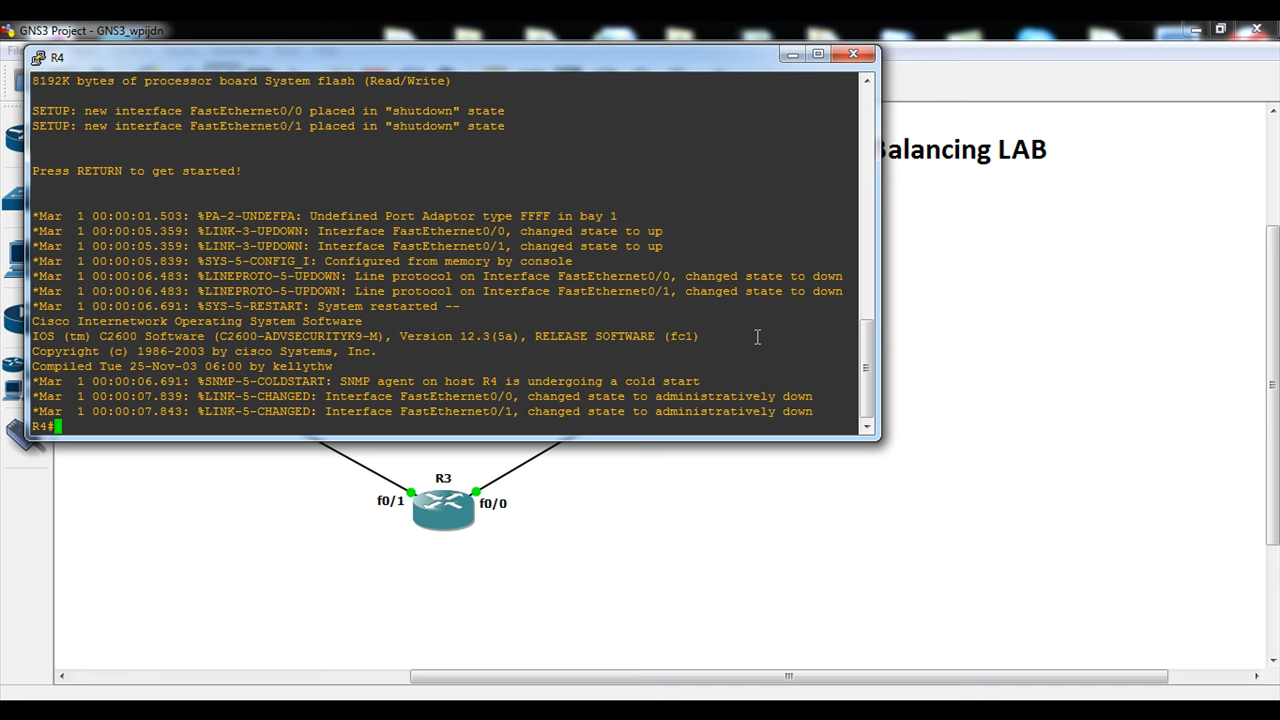 GNS3 Project - GNS3_wpijdn
R4
8192K bytes of processor board System flash (Read/Write)
SETUP: new interface FastEthernet0/0 placed in "shutdown" state
SETUP: new interface FastEthernet0/1 placed in "shutdown" state
Press RETURN to get started!
*Mar  1 00:00:01.503: %PA-2-UNDEFPA: Undefined Port Adaptor type FFFF in bay 1
*Mar  1 00:00:05.359: %LINK-3-UPDOWN: Interface FastEthernet0/0, changed state to up
*Mar  1 00:00:05.359: %LINK-3-UPDOWN: Interface FastEthernet0/1, changed state to up
*Mar  1 00:00:05.839: %SYS-5-CONFIG_I: Configured from memory by console
*Mar  1 00:00:06.483: %LINEPROTO-5-UPDOWN: Line protocol on Interface FastEthernet0/0, changed state to down
*Mar  1 00:00:06.483: %LINEPROTO-5-UPDOWN: Line protocol on Interface FastEthernet0/1, changed state to down
*Mar  1 00:00:06.691: %SYS-5-RESTART: System restarted --
Cisco Internetwork Operating System Software
IOS (tm) C2600 Software (C2600-ADVSECURITYK9-M), Version 12.3(5a), RELEASE SOFTWARE (fc1)
Copyright (c) 1986-2003 by cisco Systems, Inc.
Compiled Tue 25-Nov-03 06:00 by kellythw
*Mar  1 00:00:06.691: %SNMP-5-COLDSTART: SNMP agent on host R4 is undergoing a cold start
*Mar  1 00:00:07.839: %LINK-5-CHANGED: Interface FastEthernet0/0, changed state to administratively down
*Mar  1 00:00:07.843: %LINK-5-CHANGED: Interface FastEthernet0/1, changed state to administratively down
R4#
Balancing LAB
R3
f0/1
f0/0